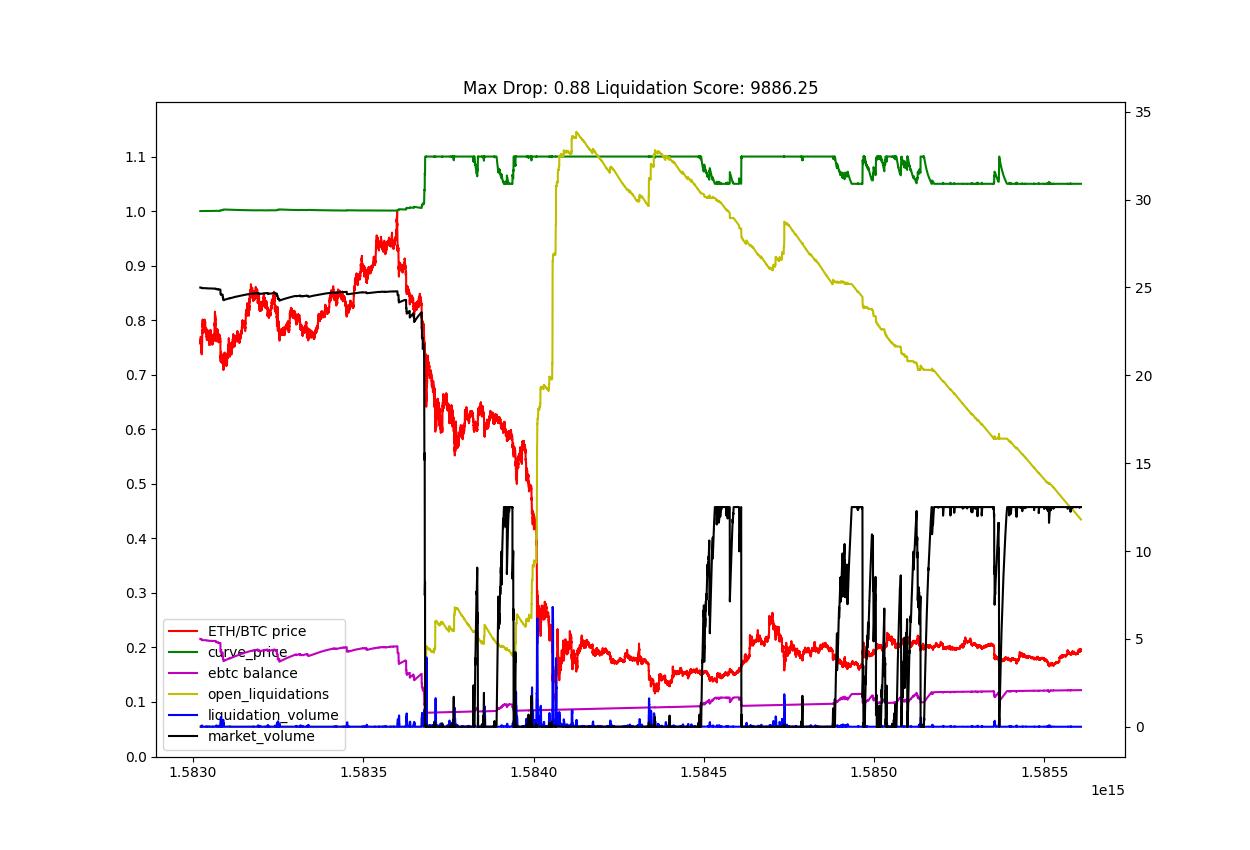 Max Drop: 0.88 Liquidation Score: 9886.25
35
1.1
30
1.0
0.9
25
0.8
0.7
20
0.6
15
0.5
0.4
10
0.3
ETH/BTC price
0.2
curve_price
5
ebtc balance
open_liquidations
0.1
liquidation_volume
0
market_volume
0.0
1.5830 1.5835 1.5840 1.5845 1.5850 1.5855
1e15